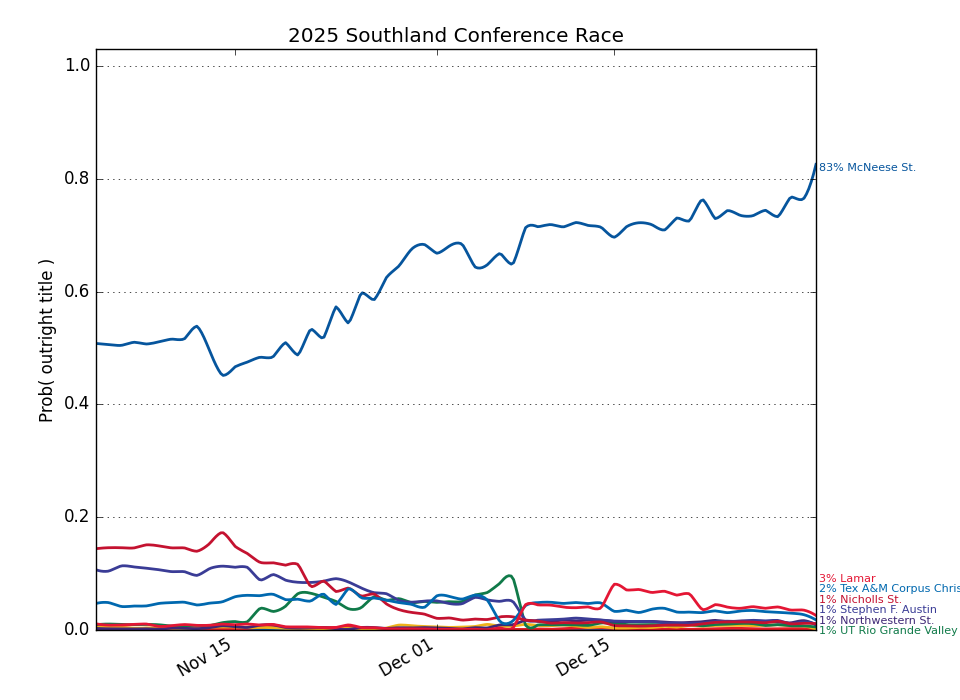 2025 Southland Conference Race
Prob( outright title )
1.0
0.8
0.6
0.4
0.2
0.0
Nov 15
Dec 01
Dec 15
83% McNeese St.
3% Lamar
2% Tex A&M Corpus Chris
1% Nicholls St.
1% Stephen F. Austin
1% Northwestern St.
1% UT Rio Grande Valley